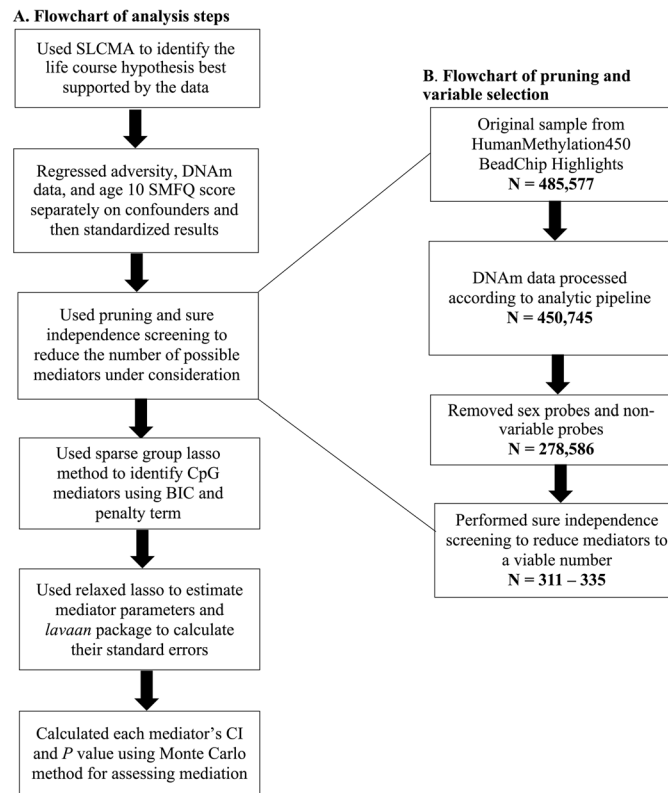 A. Flowchart of analysis steps
Used SLCMA to identify the
life course hypothesis best
supported by the data
Regressed adversity, DNAm
data, and age 10 SMFQ score
separately on confounders and
then standardized results
Used pruning and sure
independence screening to
reduce the number of possible
mediators under consideration
Used sparse group lasso
method to identify CpG
mediators using BIC and
penalty term
Used relaxed lasso to estimate
mediator parameters and
lavaan package to calculate
their standard errors
Calculated each mediator's CI
and P value using Monte Carlo
method for assessing mediation
B. Flowchart of pruning and
variable selection
Original sample from
HumanMethylation450
BeadChip Highlights
N = 485,577
DNAm data processed
according to analytic pipeline
N = 450,745
Removed sex probes and non-
variable probes
N = 278,586
Performed sure independence
screening to reduce mediators to
a viable number
N = 311 – 335